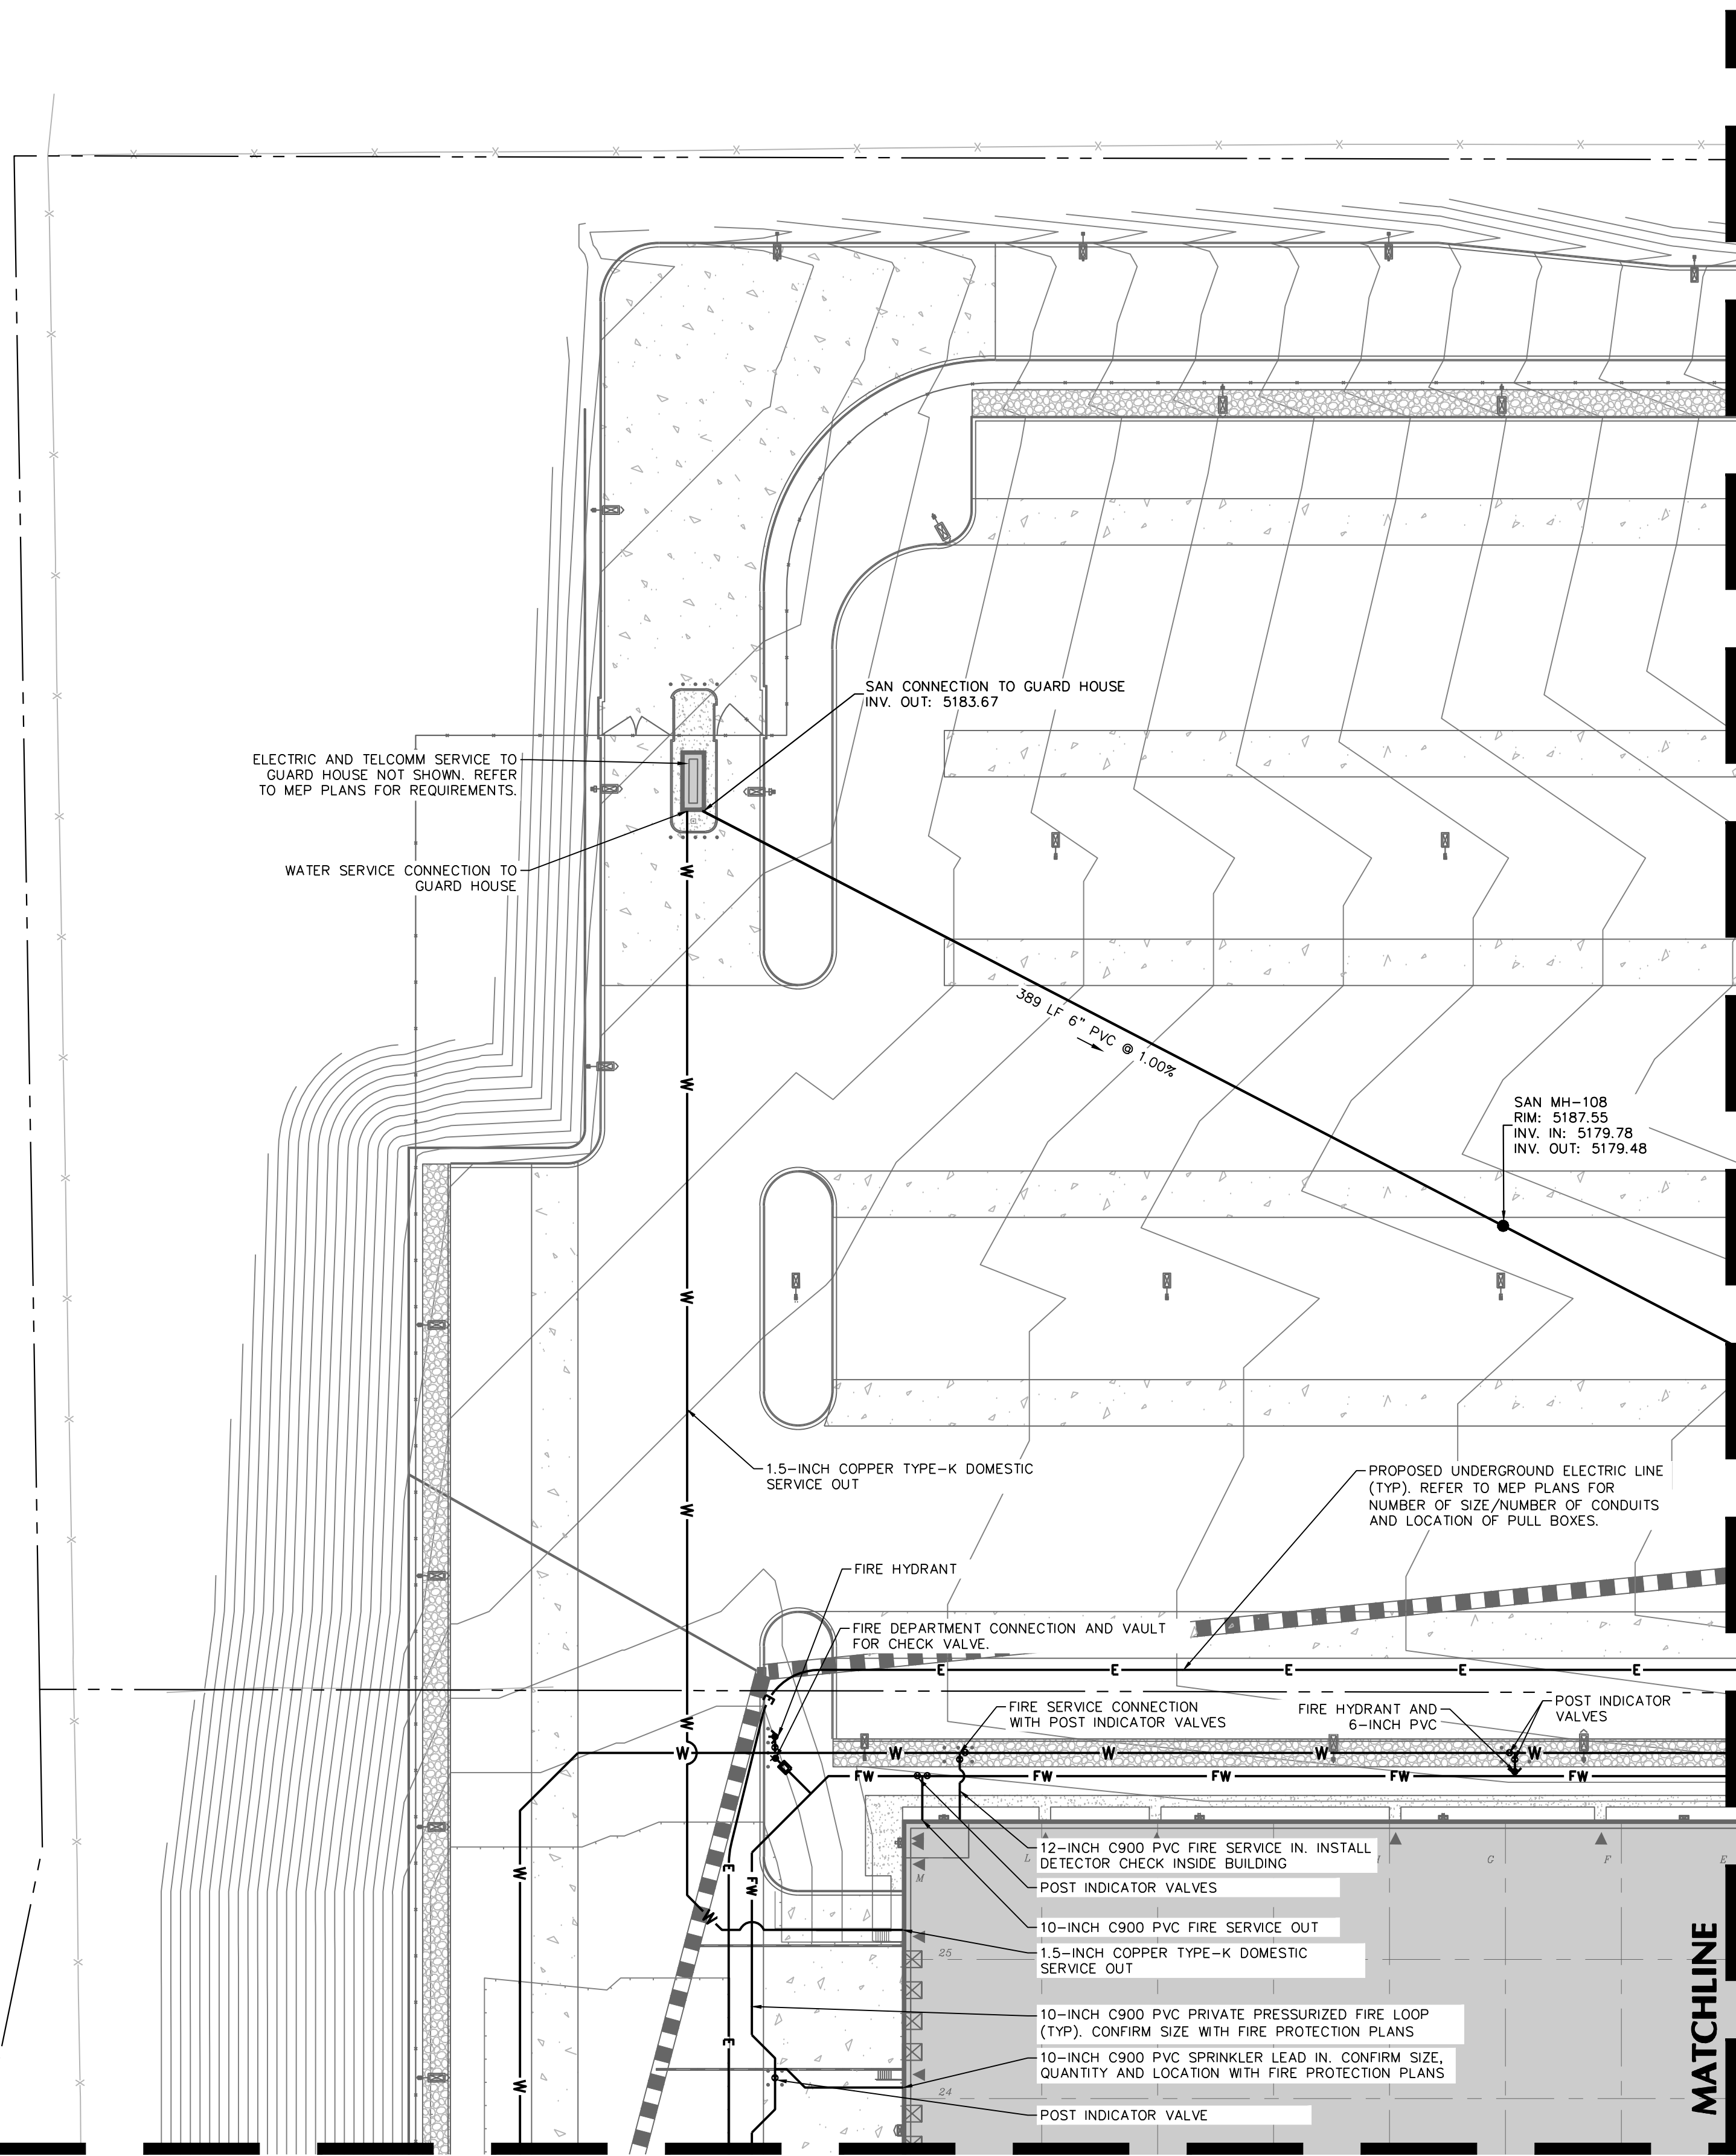 SAN CONNECTION TO GUARD HOUSE
INV. OUT: 5183.67
ELECTRIC AND TELCOMM SERVICE TO
GUARD HOUSE NOT SHOWN. REFER
TO MEP PLANS FOR REQUIREMENTS.
WATER SERVICE CONNECTION TO
GUARD HOUSE
W
389 LF 6" PVC @ 1.00%
W
SAN MH-108
RIM: 5187.55
INV. IN: 5179.78
INV. OUT: 5179.48
W
1.5-INCH COPPER TYPE-K DOMESTIC
SERVICE OUT
PROPOSED UNDERGROUND ELECTRIC LINE
(TYP). REFER TO MEP PLANS FOR
NUMBER OF SIZE/NUMBER OF CONDUITS
AND LOCATION OF PULL BOXES.
W
FIRE HYDRANT
FIRE DEPARTMENT CONNECTION AND VAULT
FOR CHECK VALVE.
E E E E E
E
FIRE SERVICE CONNECTION
WITH POST INDICATOR VALVES
FIRE HYDRANT AND
6-INCH PVC
POST INDICATOR
VALVES
W
W W W W W
FW FW FW FW FW
12-INCH C900 PVC FIRE SERVICE IN. INSTALL
DETECTOR CHECK INSIDE BUILDING
L H G F E
M
W
E
FW
POST INDICATOR VALVES
W
10-INCH C900 PVC FIRE SERVICE OUT
25
1.5-INCH COPPER TYPE-K DOMESTIC
SERVICE OUT
10-INCH C900 PVC PRIVATE PRESSURIZED FIRE LOOP
(TYP). CONFIRM SIZE WITH FIRE PROTECTION PLANS
E
10-INCH C900 PVC SPRINKLER LEAD IN. CONFIRM SIZE,
QUANTITY AND LOCATION WITH FIRE PROTECTION PLANS
W
24
POST INDICATOR VALVE
MATCHLINE